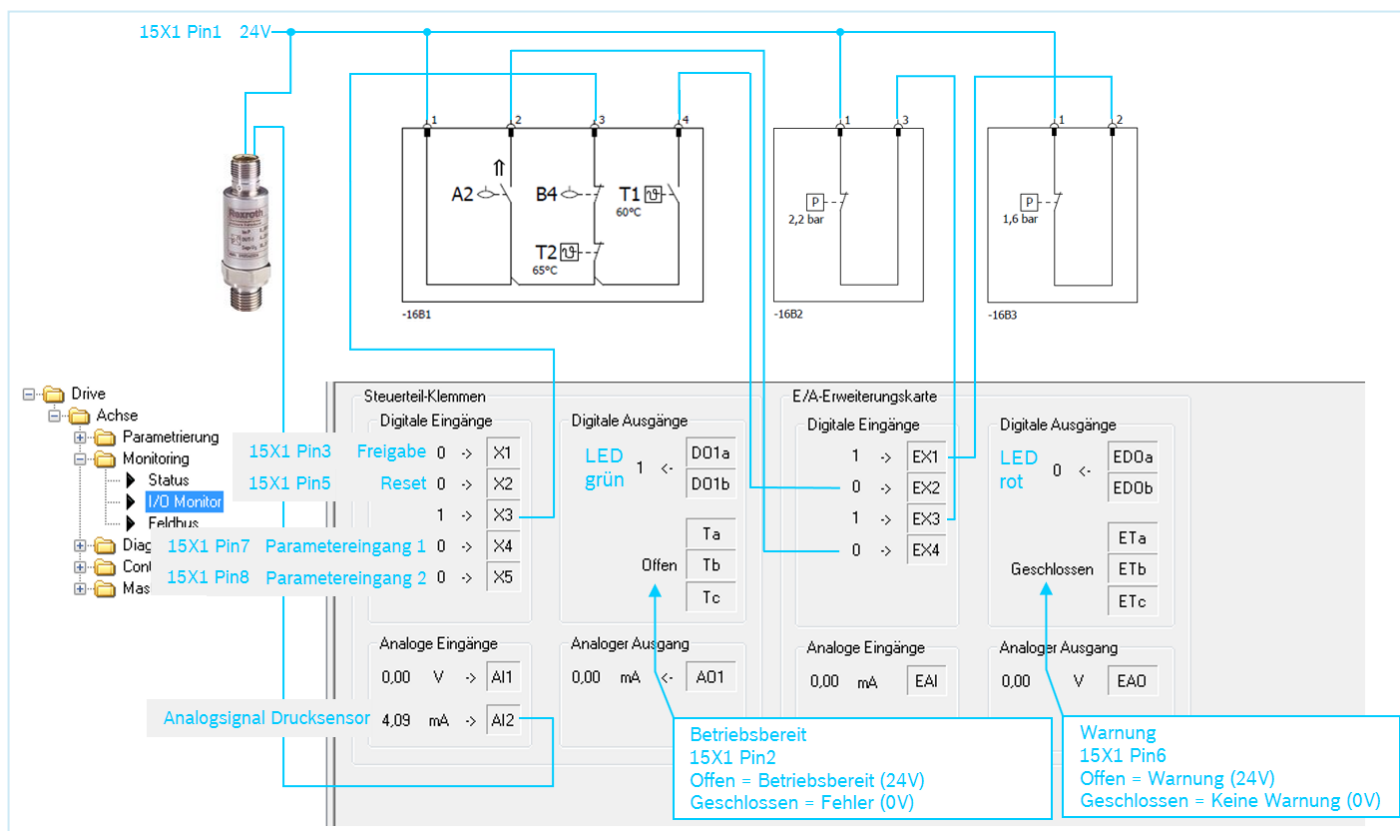 15X1 Pin1 24V
1
2
3
4
1
3
1
2
A2
B4
T1
60°C
T2
65°C
P
2,2 bar
P
1,6 bar
-16B1
-16B2
-16B3
Rexroth
Drive
Achse
Parametrierung
Monitoring
Status
I/O Monitor
Feldbus
Diag
Con
Mas
Steuerteil-Klemmen
Digitale Eingänge
15X1 Pin3 Freigabe 0 -> X1
15X1 Pin5 Reset 0 -> X2
1 -> X3
15X1 Pin7 Parametereingang 1 0 -> X4
15X1 Pin8 Parametereingang 2 0 -> X5
Digitale Ausgänge
LED grün 1 <- DO1a
DO1b
Ta
Offen Tb
Tc
Analoge Eingänge
0,00 V -> AI1
Analogsignal Drucksensor 4,09 mA -> AI2
Analoger Ausgang
0,00 mA <- AO1
E/A-Erweiterungskarte
Digitale Eingänge
1 -> EX1
0 -> EX2
1 -> EX3
0 -> EX4
Digitale Ausgänge
LED rot 0 <- EDOa
EDOb
ETa
Geschlossen ETb
ETc
Analoge Eingänge
0,00 mA EAI
Analoger Ausgang
0,00 V EAO
Betriebsbereit
15X1 Pin2
Offen = Betriebsbereit (24V)
Geschlossen = Fehler (0V)
Warnung
15X1 Pin6
Offen = Warnung (24V)
Geschlossen = Keine Warnung (0V)